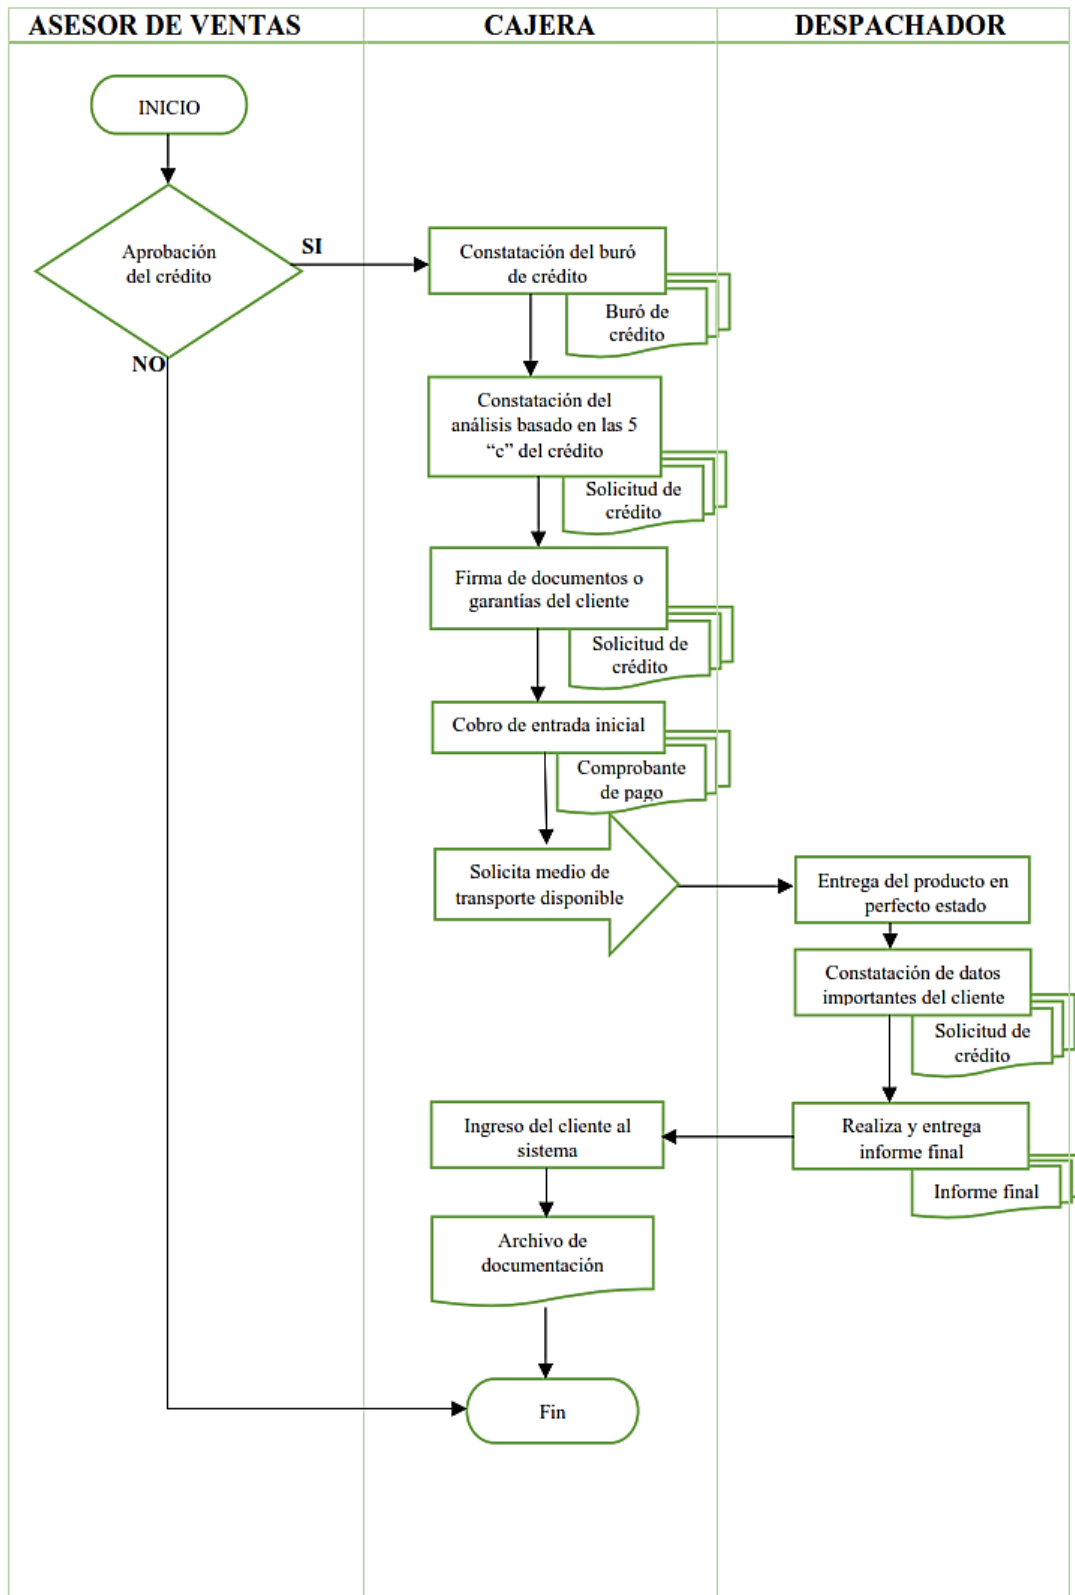 ASESOR DE VENTAS
CAJERA
DESPACHADOR
INICIO
Aprobación
del crédito
SI
NO
Constatación del buró
de crédito
Buró de
crédito
Constatación del
análisis basado en las 5
“c” del crédito
Solicitud de
crédito
Firma de documentos o
garantías del cliente
Solicitud de
crédito
Cobro de entrada inicial
Comprobante
de pago
Solicita medio de
transporte disponible
Entrega del producto en
perfecto estado
Constatación de datos
importantes del cliente
Solicitud de
crédito
Realiza y entrega
informe final
Informe final
Ingreso del cliente al
sistema
Archivo de
documentación
Fin